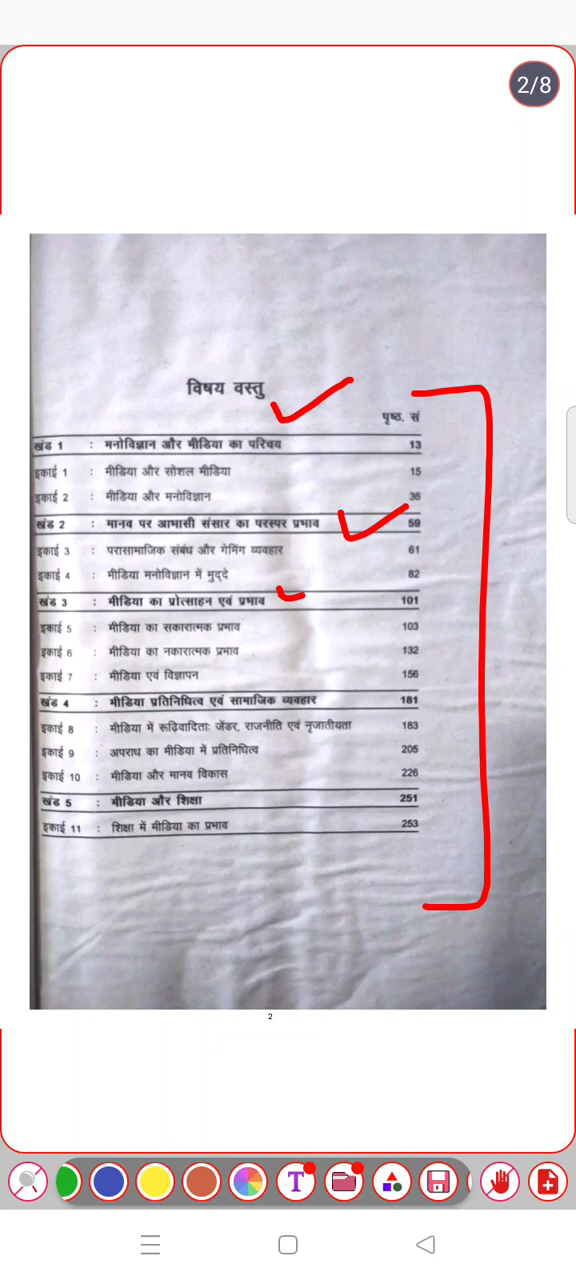 2/8
विषय वस्तु
पृष्ठ. सं
खंड 1 : मनोविज्ञान और मीडिया का परिचय 13
इकाई 1 : मीडिया और सोशल मीडिया 15
इकाई 2 : मीडिया और मनोविज्ञान 36
खंड 2 : मानव पर आभासी संसार का परस्पर प्रभाव 59
इकाई 3 : परासामाजिक संबंध और गेमिंग व्यवहार 61
इकाई 4 : मीडिया मनोविज्ञान में मुद्दे 82
खंड 3 : मीडिया का प्रोत्साहन एवं प्रभाव 101
इकाई 5 : मीडिया का सकारात्मक प्रभाव 103
इकाई 6 : मीडिया का नकारात्मक प्रभाव 132
इकाई 7 : मीडिया एवं विज्ञापन 156
खंड 4 : मीडिया प्रतिनिधित्व एवं सामाजिक व्यवहार 181
इकाई 8 : मीडिया में रूढ़िवादिताः जेंडर, राजनीति एवं नृजातीयता 183
इकाई 9 : अपराध का मीडिया में प्रतिनिधित्व 205
इकाई 10 : मीडिया और मानव विकास 226
खंड 5 : मीडिया और शिक्षा 251
इकाई 11 : शिक्षा में मीडिया का प्रभाव 253
2
T